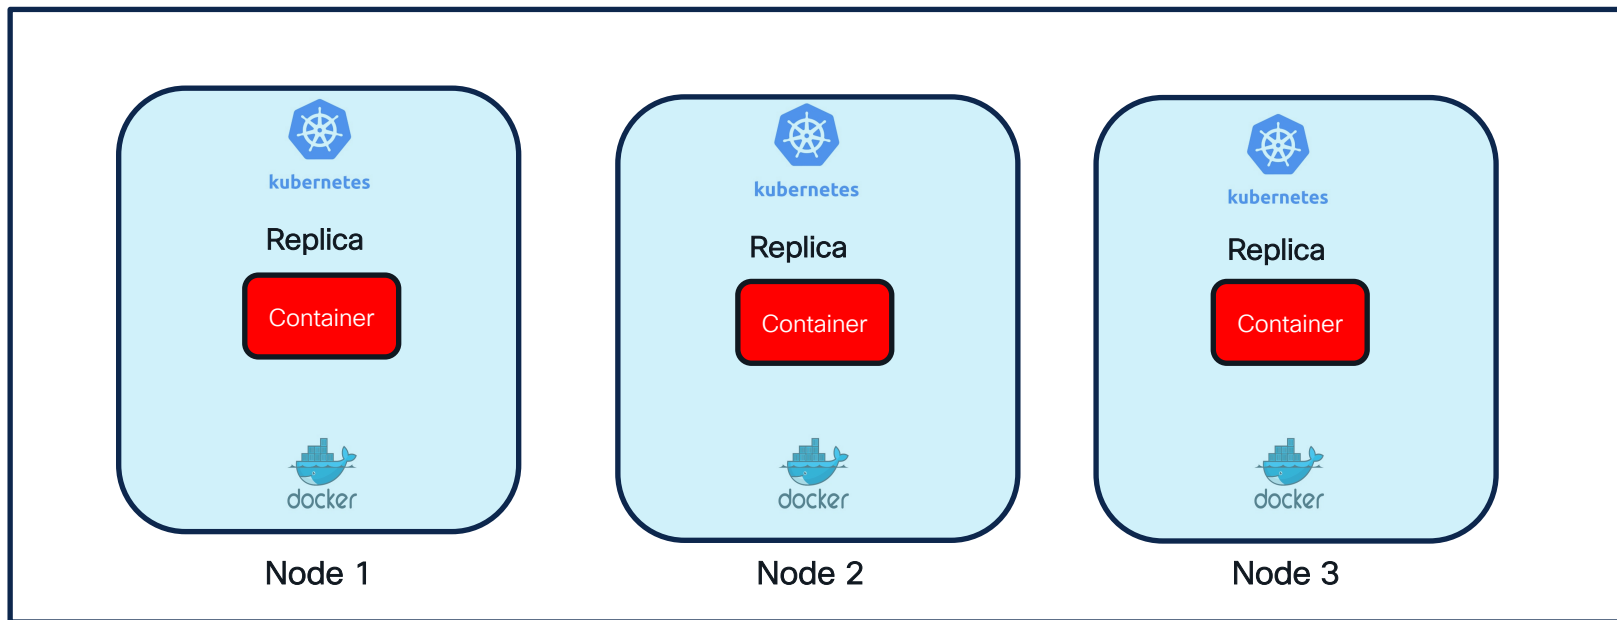 kubernetes
Replica
Container
docker
Node 1
kubernetes
Replica
Container
docker
Node 2
kubernetes
Replica
Container
docker
Node 3